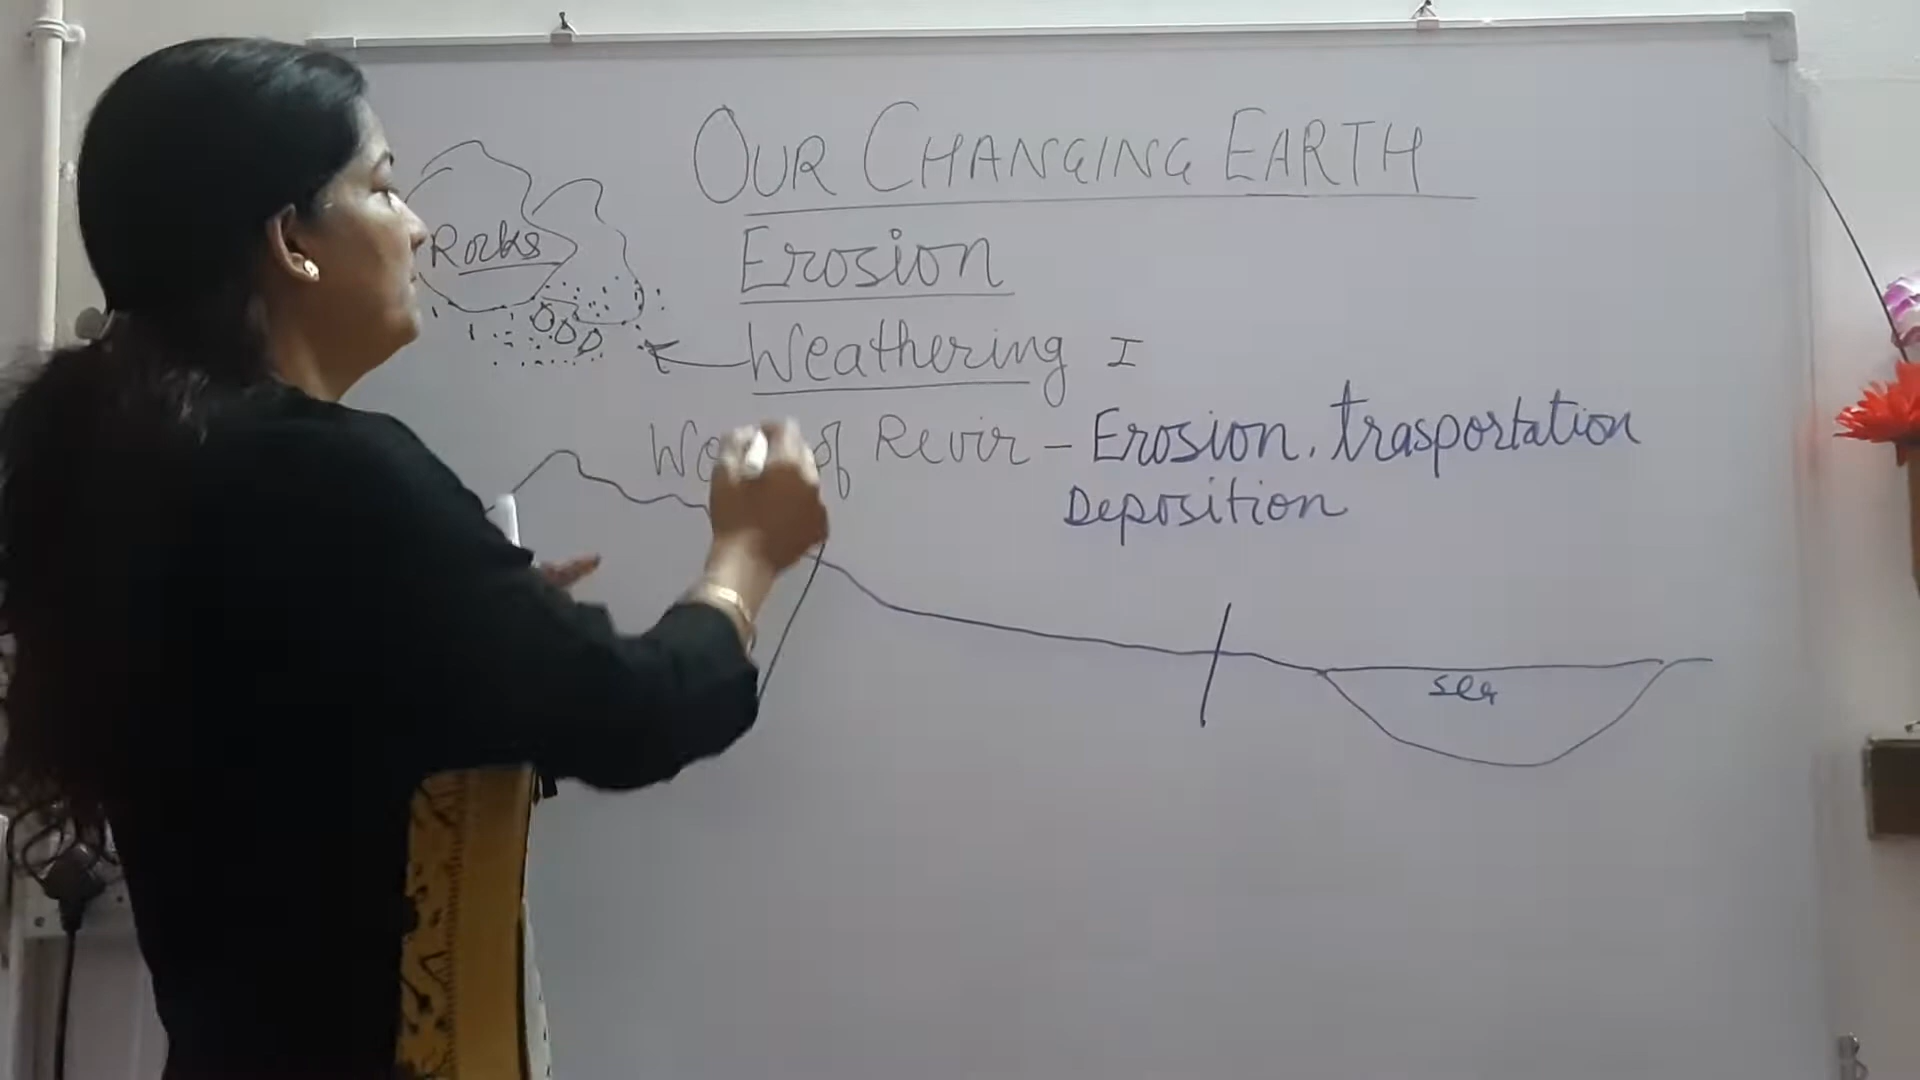 OUR CHANGING EARTH
Rocks
Erosion
Weathering I
of Revir - Erosion, trasportation
Deposition
sea